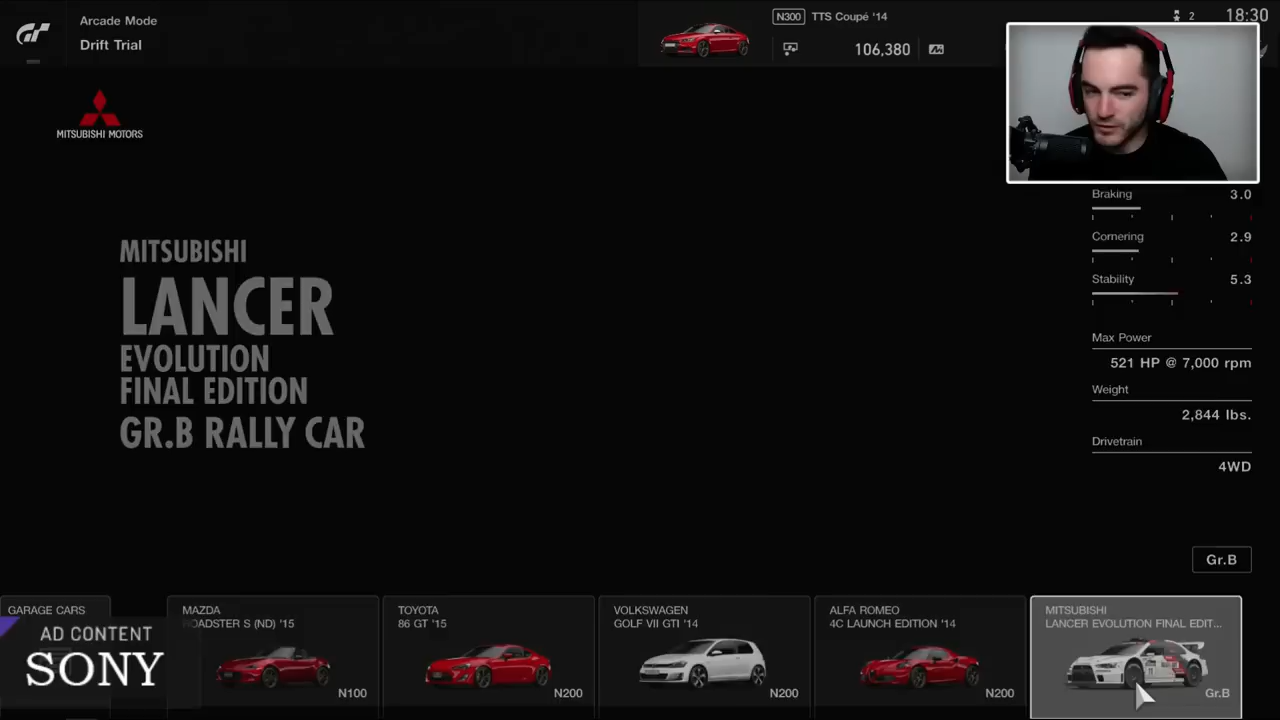 Arcade Mode
Drift Trial
N300 TTS Coupé '14
106,380
2
18:30
MITSUBISHI MOTORS
MITSUBISHI
LANCER
EVOLUTION
FINAL EDITION
GR.B RALLY CAR
Braking 3.0
Cornering 2.9
Stability 5.3
Max Power
521 HP @ 7,000 rpm
Weight
2,844 lbs.
Drivetrain
4WD
Gr.B
GARAGE CARS
MAZDA
ROADSTER S (ND) '15
N100
TOYOTA
86 GT '15
N200
VOLKSWAGEN
GOLF VII GTI '14
N200
ALFA ROMEO
4C LAUNCH EDITION '14
N200
MITSUBISHI
LANCER EVOLUTION FINAL EDIT...
Gr.B
AD CONTENT
SONY